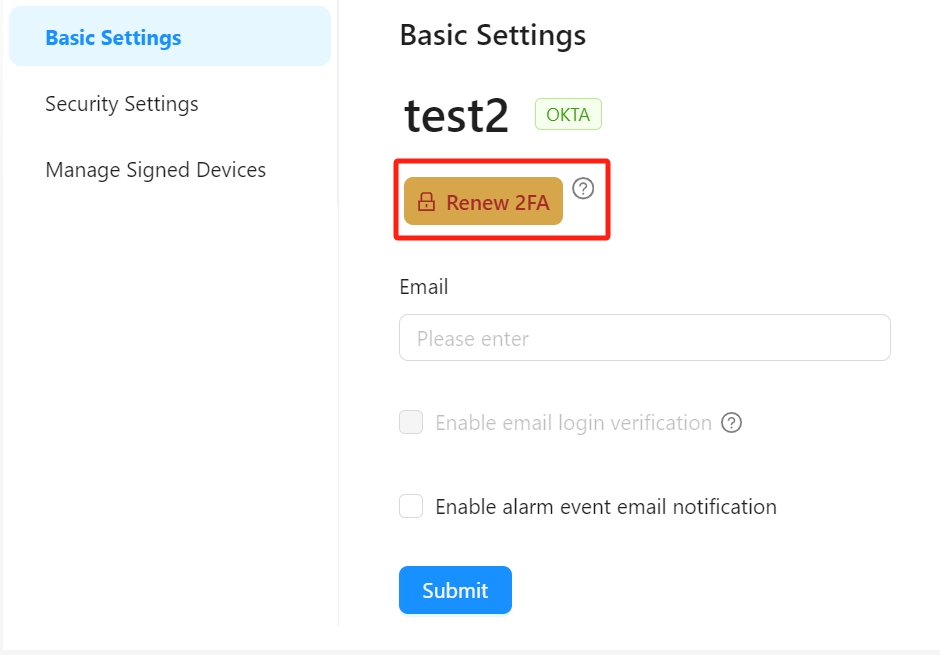 Basic Settings
Security Settings
Manage Signed Devices
Basic Settings
test2 OKTA
Renew 2FA ?
Email
Please enter
Enable email login verification ?
Enable alarm event email notification
Submit